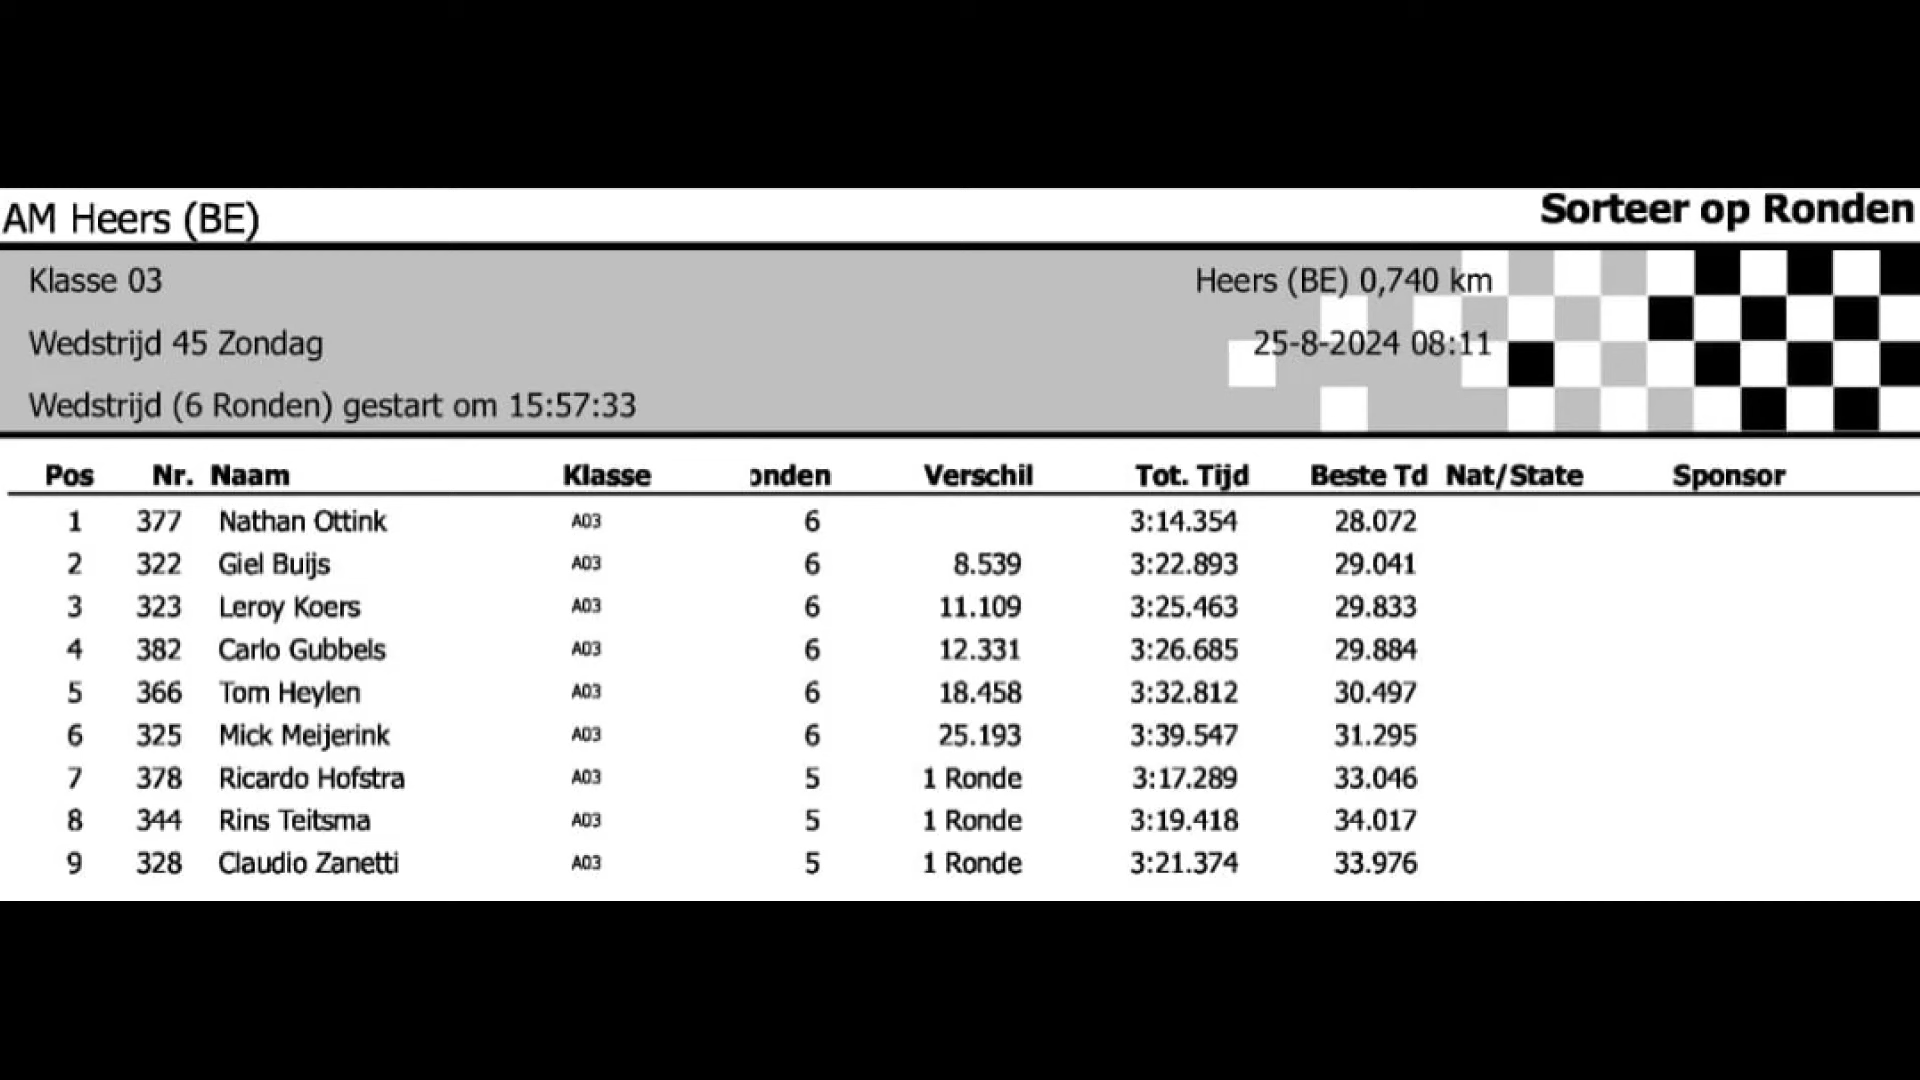 AM Heers (BE) Sorteer op Ronden
Klasse 03 Heers (BE) 0,740 km
Wedstrijd 45 Zondag 25-8-2024 08:11
Wedstrijd (6 Ronden) gestart om 15:57:33
Pos Nr. Naam Klasse onden Verschil Tot. Tijd Beste Td Nat/State Sponsor
1 377 Nathan Ottink A03 6 3:14.354 28.072
2 322 Giel Buijs A03 6 8.539 3:22.893 29.041
3 323 Leroy Koers A03 6 11.109 3:25.463 29.833
4 382 Carlo Gubbels A03 6 12.331 3:26.685 29.884
5 366 Tom Heylen A03 6 18.458 3:32.812 30.497
6 325 Mick Meijerink A03 6 25.193 3:39.547 31.295
7 378 Ricardo Hofstra A03 5 1 Ronde 3:17.289 33.046
8 344 Rins Teitsma A03 5 1 Ronde 3:19.418 34.017
9 328 Claudio Zanetti A03 5 1 Ronde 3:21.374 33.976